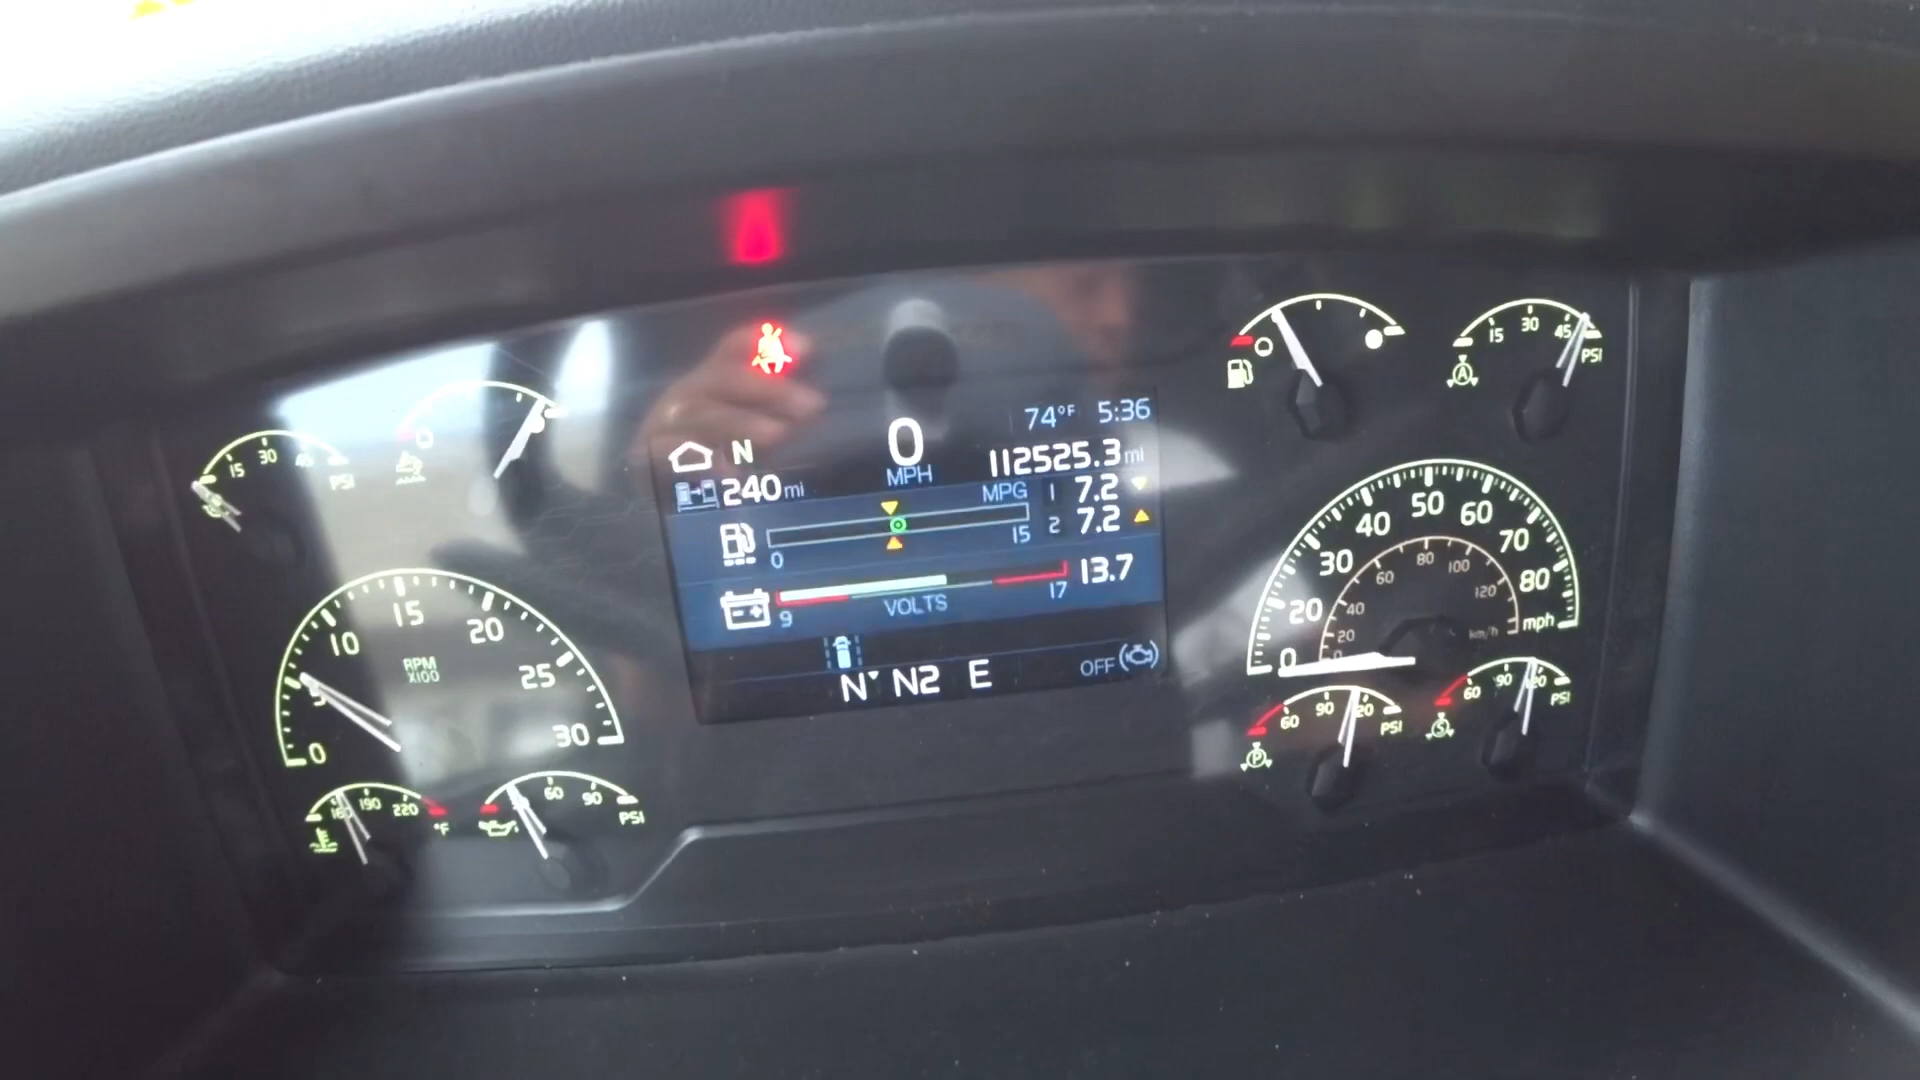 74°F 5:36
N 0 112525.3 mi
240 mi MPH MPG 1 7.2
0 15 2 7.2
9 VOLTS 17 13.7
N N2 E OFF
15 30 45 PSI
0 5 10 15 20 25 30
RPM
X100
160 190 220 °F
60 90 PSI
15 30 45 PSI
A
0 20 30 40 50 60 70 80 mph
0 20 40 60 80 100 120 km/h
60 90 120 PSI
P
60 90 120 PSI
S